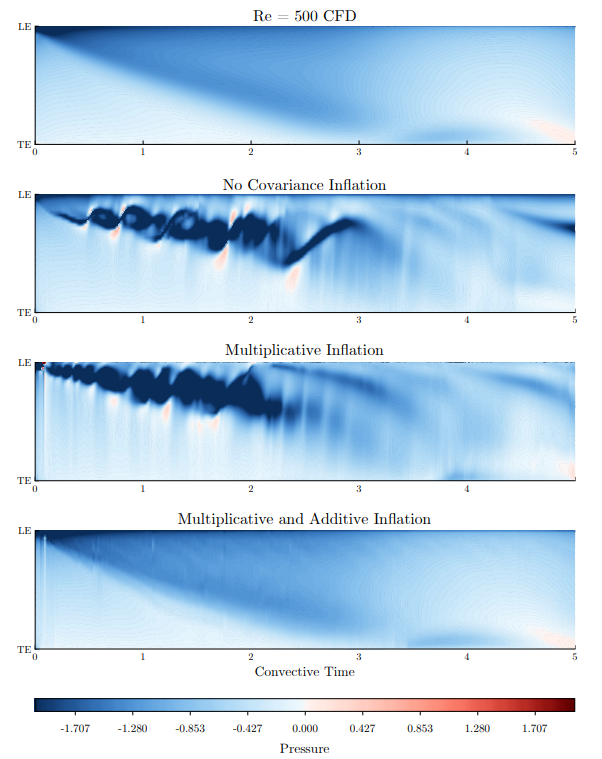 Re = 500 CFD
LE
TE
0 1 2 3 4 5
No Covariance Inflation
LE
TE
0 1 2 3 4 5
Multiplicative Inflation
LE
TE
0 1 2 3 4 5
Multiplicative and Additive Inflation
LE
TE
0 1 2 3 4 5
Convective Time
-1.707 -1.280 -0.853 -0.427 0.000 0.427 0.853 1.280 1.707
Pressure